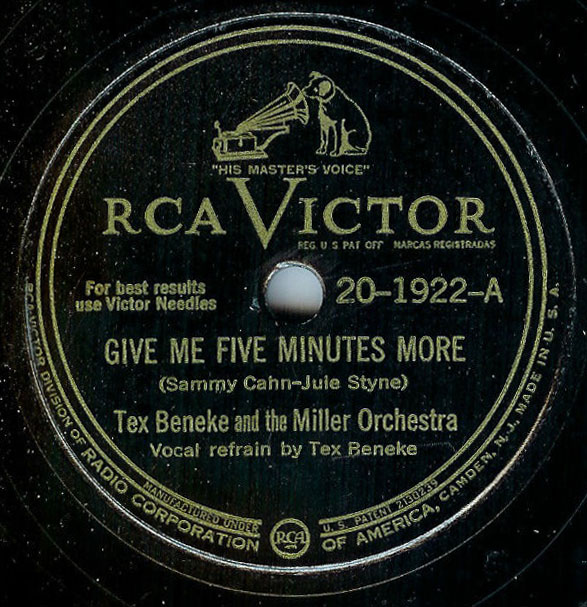 "HIS MASTER'S VOICE"
RCA VICTOR
REG. U S PAT OFF MARCAS REGISTRADAS
For best results
use Victor Needles
20-1922-A
GIVE ME FIVE MINUTES MORE
(Sammy Cahn-Jule Styne)
Tex Beneke and the Miller Orchestra
Vocal refrain by Tex Beneke
MANUFACTURED UNDER U. S. PATENT 2130239
RCA VICTOR DIVISION OF RADIO CORPORATION OF AMERICA, CAMDEN, N. J. MADE IN U. S. A.
RCA